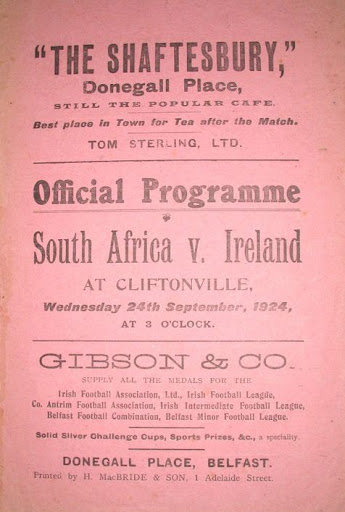 "THE SHAFTESBURY,"
Donegall Place,
STILL THE POPULAR CAFE.
Best place in Town for Tea after the Match.
TOM STERLING, LTD.
Official Programme
South Africa v. Ireland
AT CLIFTONVILLE,
Wednesday 24th September, 1924,
AT 3 O'CLOCK.
GIBSON & CO.
SUPPLY ALL THE MEDALS FOR THE
Irish Football Association, Ltd., Irish Football League,
Co. Antrim Football Association, Irish Intermediate Football League,
Belfast Football Combination, Belfast Minor Football League.
Solid Silver Challenge Cups, Sports Prizes, &c., a speciality.
DONEGALL PLACE, BELFAST.
Printed by H. MacBRIDE & SON, 1 Adelaide Street.